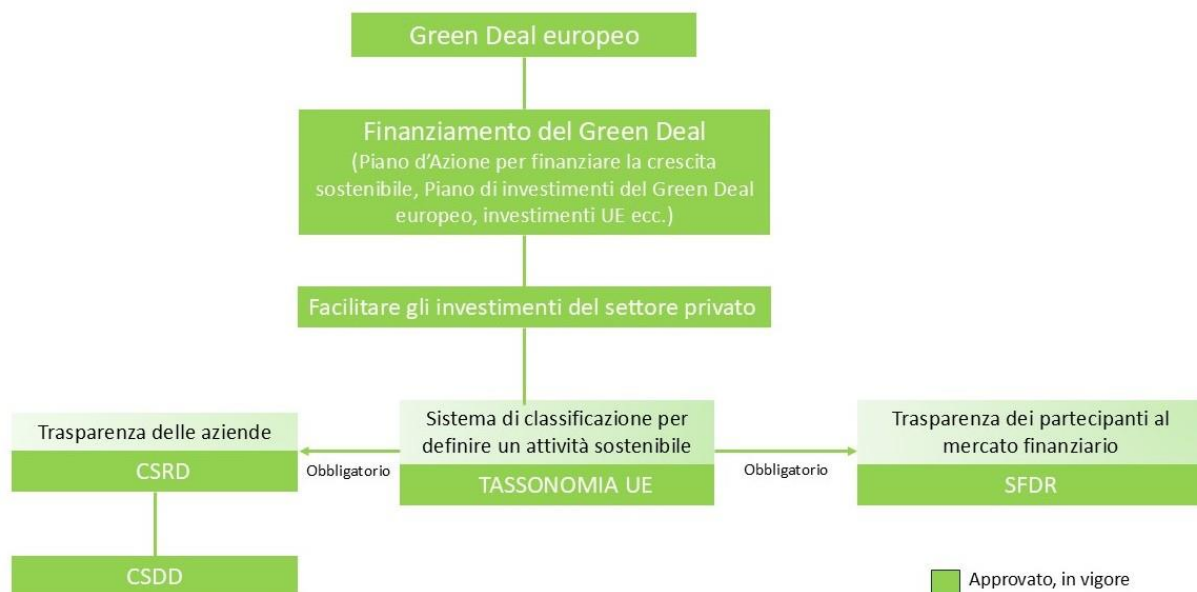 Green Deal europeo
Finanziamento del Green Deal
(Piano d’Azione per finanziare la crescita
sostenibile, Piano di investimenti del Green Deal
europeo, investimenti UE ecc.)
Facilitare gli investimenti del settore privato
Trasparenza delle aziende
CSRD
CSDD
Obbligatorio
Sistema di classificazione per
definire un attività sostenibile
TASSONOMIA UE
Obbligatorio
Trasparenza dei partecipanti al
mercato finanziario
SFDR
Approvato, in vigore